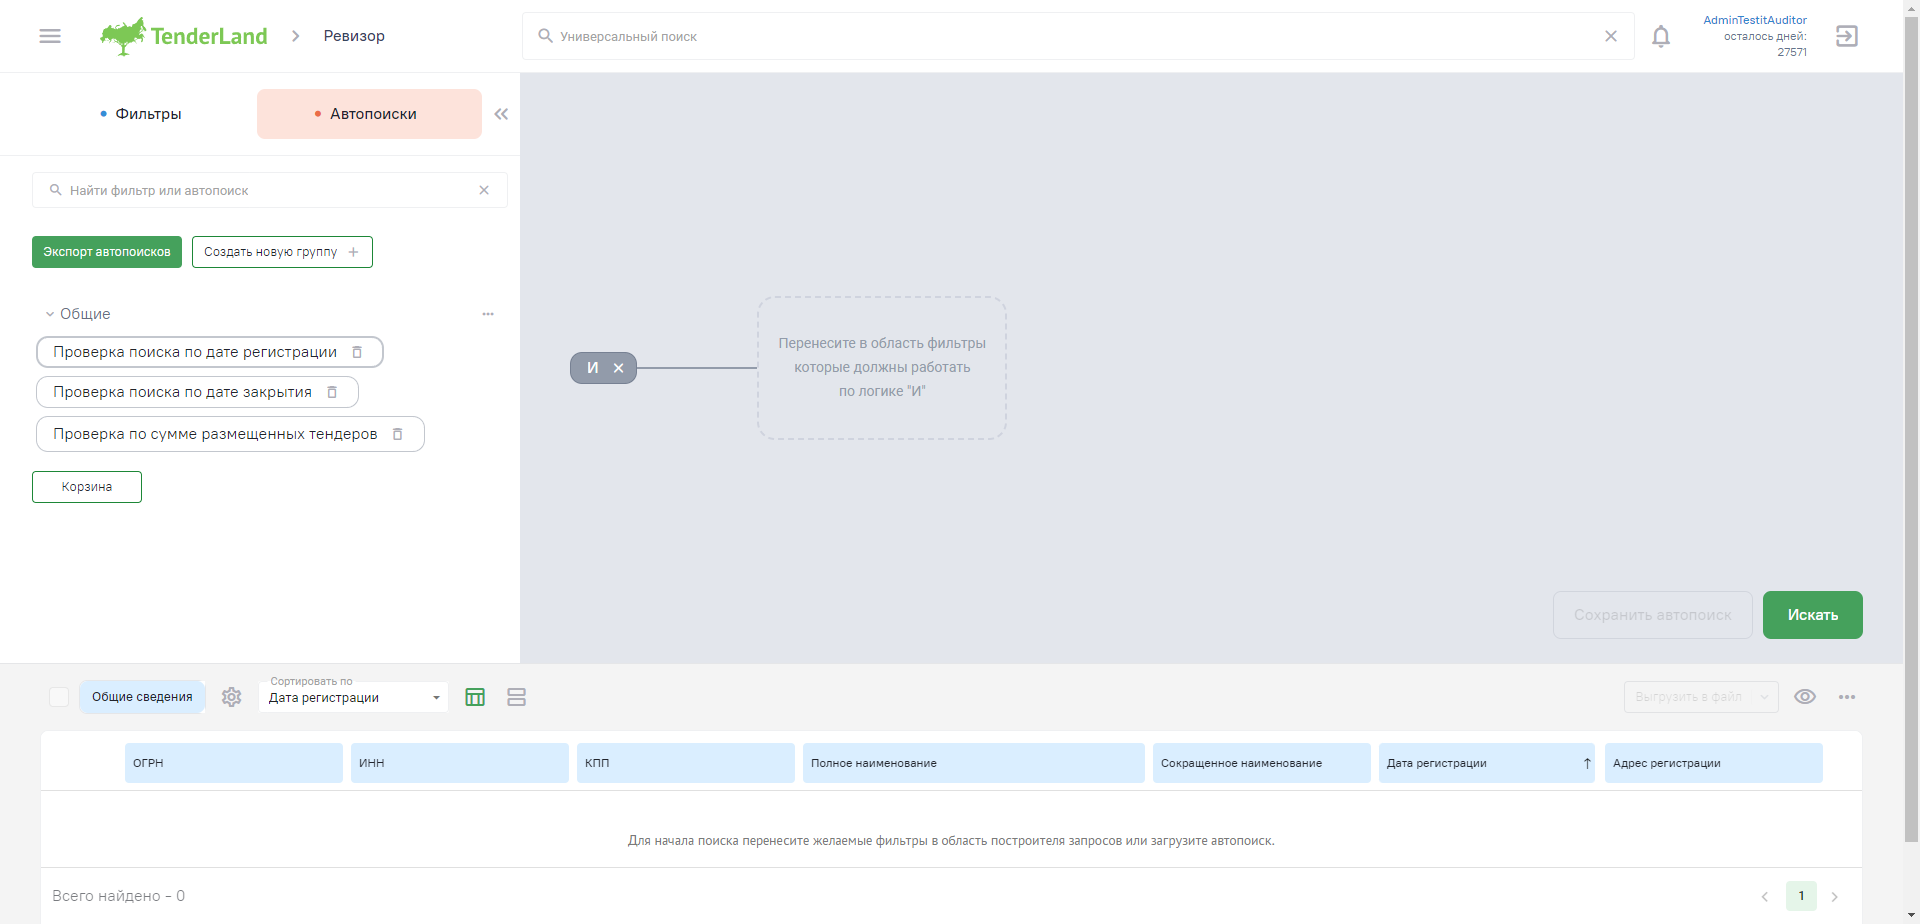 TenderLand
Ревизор
Универсальный поиск
AdminTestitAuditor
осталось дней:
27571
Фильтры
Автопоиски
Найти фильтр или автопоиск
Экспорт автопоисков
Создать новую группу
Общие
Проверка поиска по дате регистрации
Проверка поиска по дате закрытия
Проверка по сумме размещенных тендеров
Корзина
И
Перенесите в область фильтры
которые должны работать
по логике "И"
Сохранить автопоиск
Искать
Общие сведения
Сортировать по
Дата регистрации
Выгрузить в файл
ОГРН
ИНН
КПП
Полное наименование
Сокращенное наименование
Дата регистрации
Адрес регистрации
Для начала поиска перенесите желаемые фильтры в область построителя запросов или загрузите автопоиск.
Всего найдено - 0
1